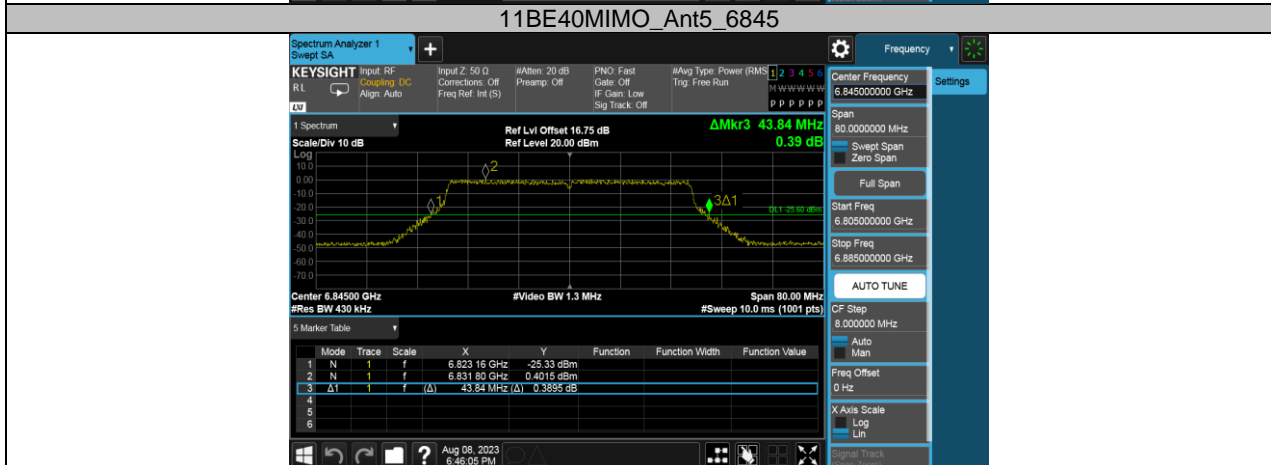 11BE40MIMO_Ant5_6845
Spectrum Analyzer 1
Swept SA
+
Frequency
KEYSIGHT
RL
LXI
Input: RF
Coupling: DC
Align: Auto
Input Z: 50 Ω
Corrections: Off
Freq Ref: Int (S)
#Atten: 20 dB
Preamp: Off
PNO: Fast
Gate: Off
IF Gain: Low
Sig Track: Off
#Avg Type: Power (RMS
Trig: Free Run
1 2 3 4 5 6
M W W W W W
P P P P P P
1 Spectrum
Scale/Div 10 dB
Ref Lvl Offset 16.75 dB
Ref Level 20.00 dBm
ΔMkr3 43.84 MHz
0.39 dB
Log
10.0
0.00
-10.0
-20.0
-30.0
-40.0
-50.0
-60.0
-70.0
2
1
3Δ1
DL1 -25.60 dBm
Center 6.84500 GHz
#Res BW 430 kHz
#Video BW 1.3 MHz
Span 80.00 MHz
#Sweep 10.0 ms (1001 pts)
5 Marker Table
Mode Trace Scale X Y Function Function Width Function Value
1 N 1 f 6.823 16 GHz -25.33 dBm
2 N 1 f 6.831 80 GHz 0.4015 dBm
3 Δ1 1 f (Δ) 43.84 MHz (Δ) 0.3895 dB
4
5
6
?
Aug 08, 2023
6:46:05 PM
Center Frequency
6.845000000 GHz
Settings
Span
80.0000000 MHz
Swept Span
Zero Span
Full Span
Start Freq
6.805000000 GHz
Stop Freq
6.885000000 GHz
AUTO TUNE
CF Step
8.000000 MHz
Auto
Man
Freq Offset
0 Hz
X Axis Scale
Log
Lin
Signal Track